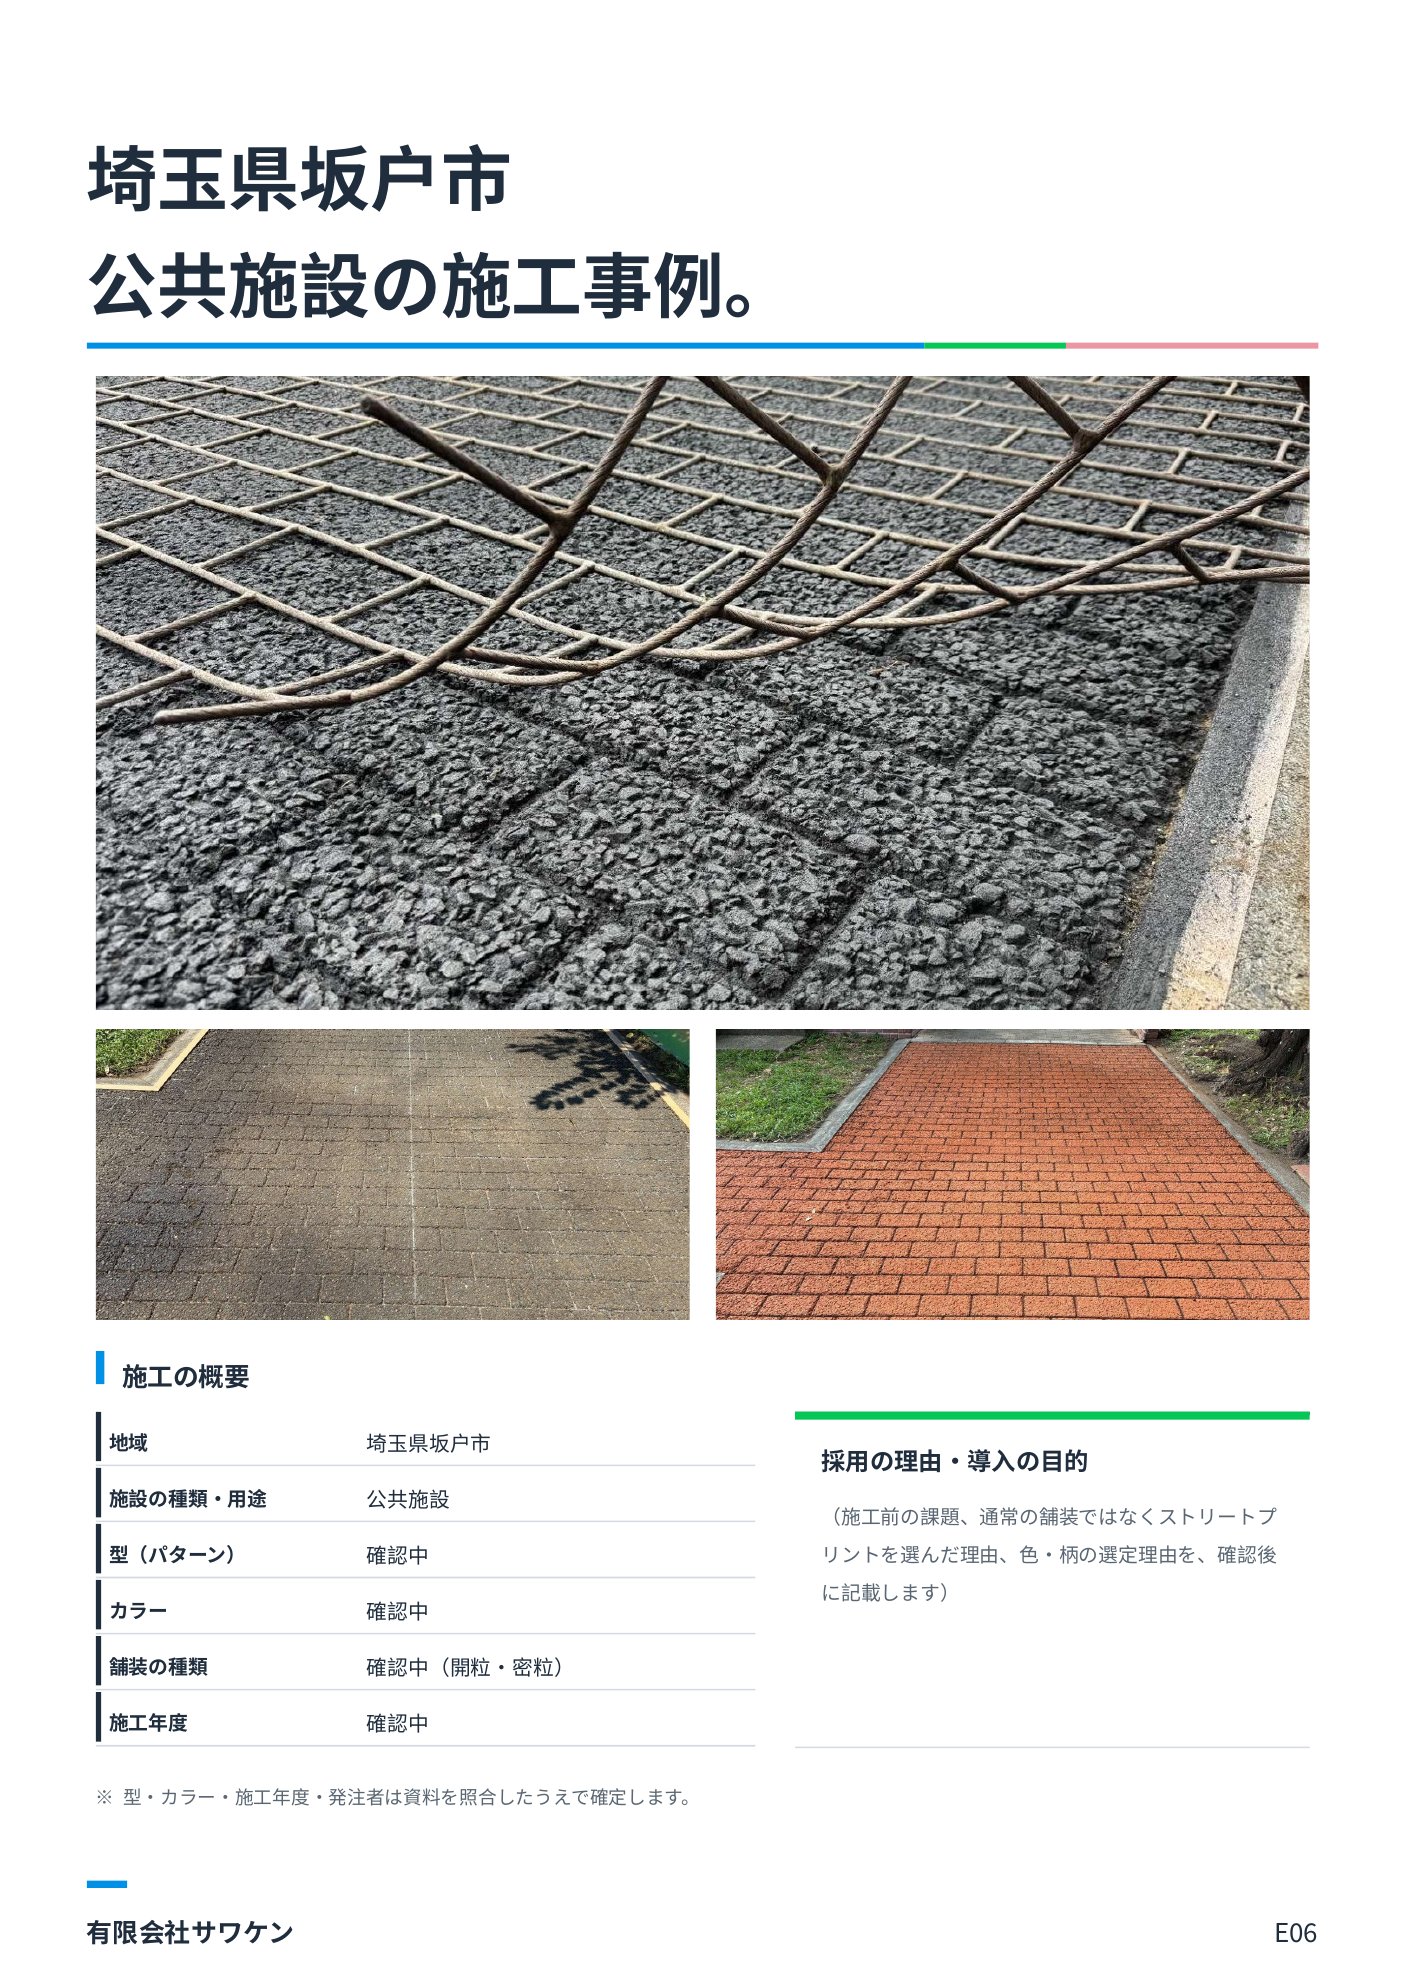 埼玉県坂戸市
公共施設の施工事例。
施工の概要
地域 埼玉県坂戸市
施設の種類・用途 公共施設
型（パターン） 確認中
カラー 確認中
舗装の種類 確認中（開粒・密粒）
施工年度 確認中
採用の理由・導入の目的
（施工前の課題、通常の舗装ではなくストリートプ
リントを選んだ理由、色・柄の選定理由を、確認後
に記載します）
※ 型・カラー・施工年度・発注者は資料を照合したうえで確定します。
有限会社サワケン
E06